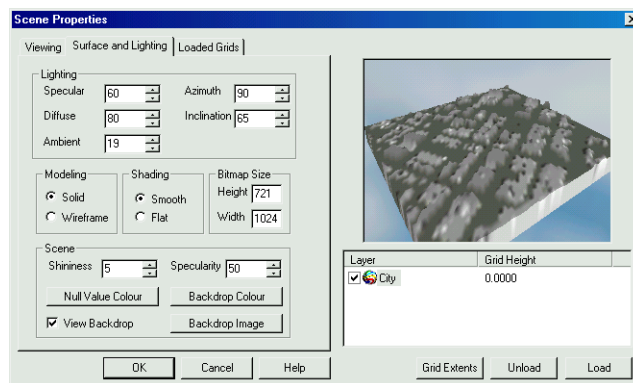 Scene Properties
Viewing Surface and Lighting Loaded Grids
Lighting
Specular 60 Azimuth 90
Diffuse 80 Inclination 65
Ambient 19
Modeling Shading Bitmap Size
Solid Smooth Height 721
Wireframe Flat Width 1024
Scene
Shininess 5 Specularity 50
Null Value Colour Backdrop Colour
View Backdrop Backdrop Image
Layer Grid Height
City 0.0000
OK Cancel Help Grid Extents Unload Load